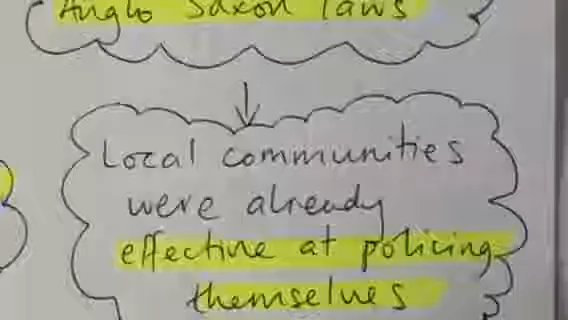 Anglo Saxon laws
Local communities
were already
effective at policing
themselves